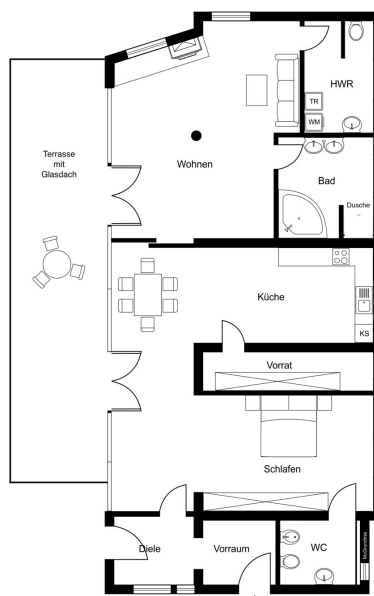 HWR
TR
WM
Terrasse
mit
Glasdach
Wohnen
Bad
Dusche
Küche
KS
Vorrat
Schlafen
Diele
Vorraum
WC